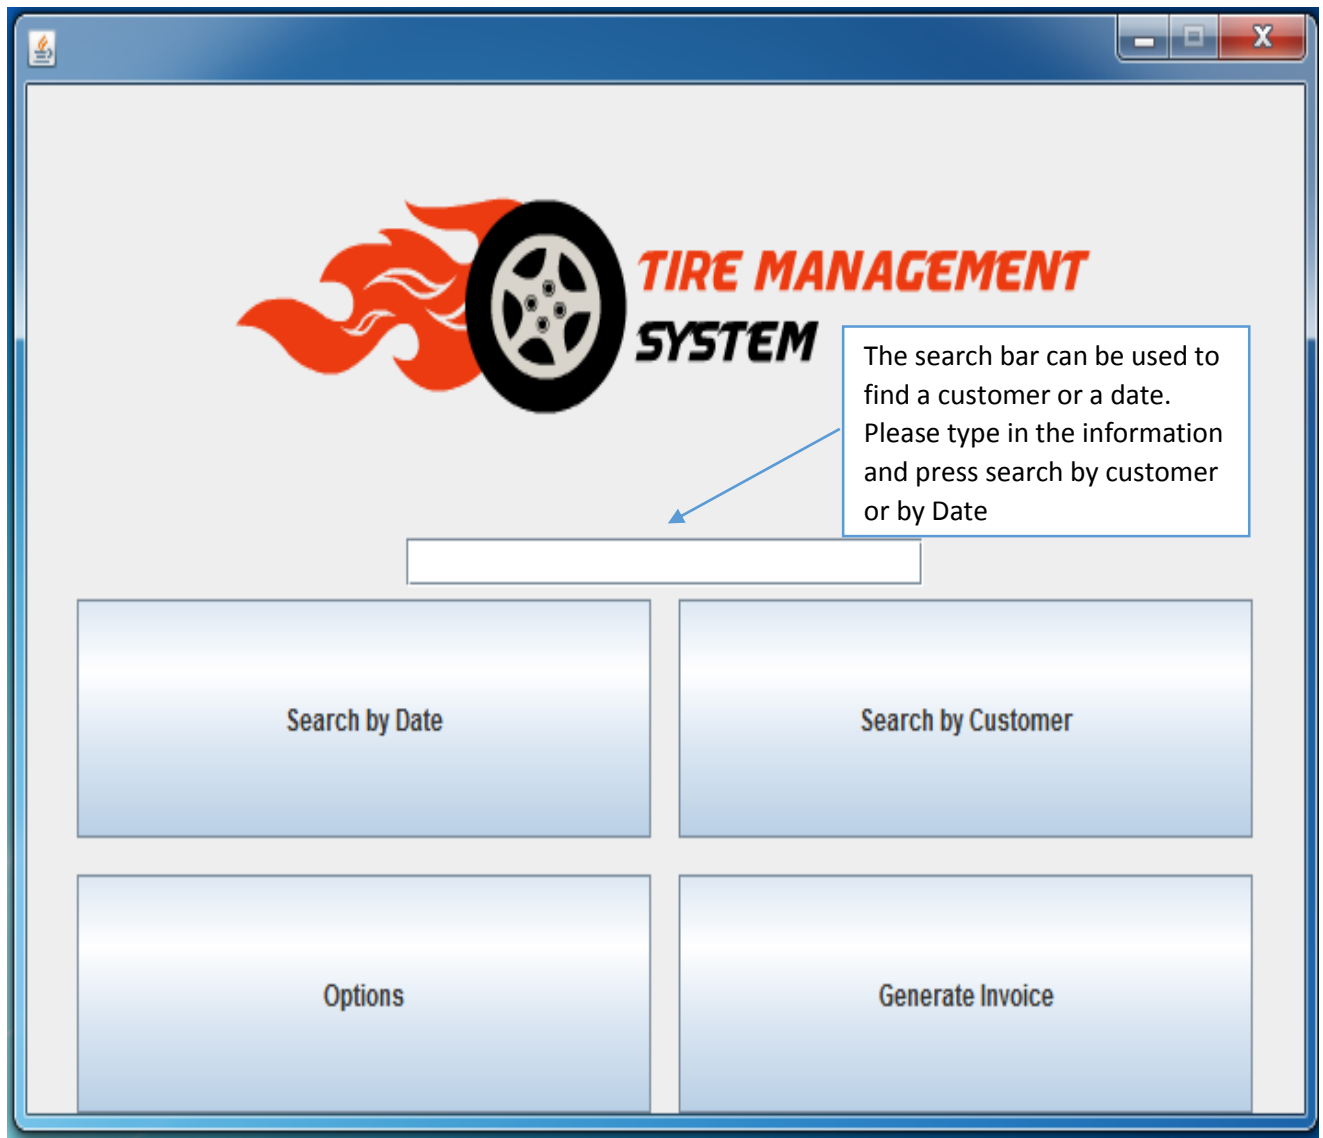 X
TIRE MANAGEMENT
SYSTEM
The search bar can be used to
find a customer or a date.
Please type in the information
and press search by customer
or by Date
Search by Date
Search by Customer
Options
Generate Invoice